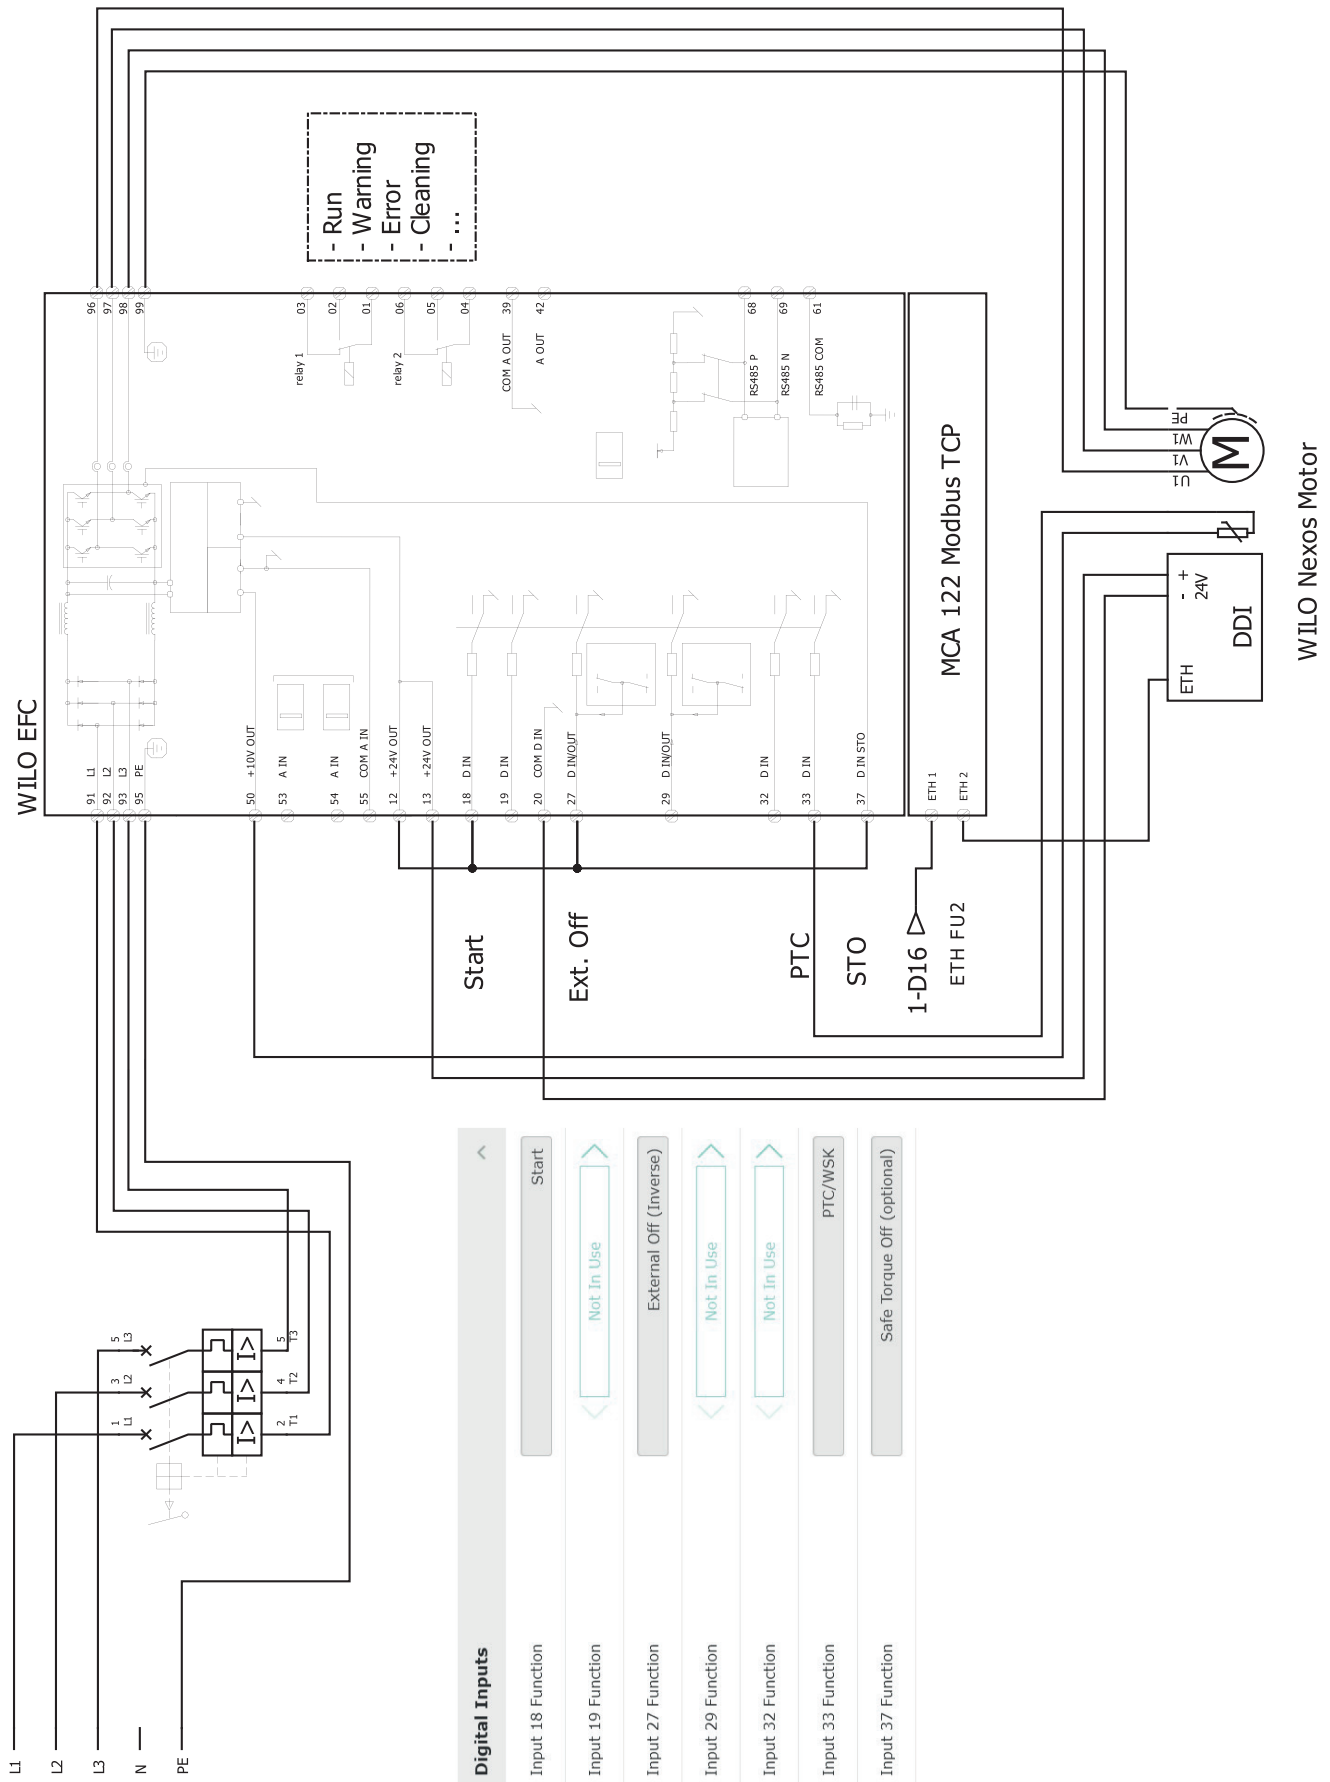 WILO EFC
91 L1
92 L2
93 L3
95 PE
50 +10V OUT
53 A IN
54 A IN
55 COM A IN
12 +24V OUT
13 +24V OUT
18 D IN
19 D IN
20 COM D IN
27 D IN/OUT
29 D IN/OUT
32 D IN
33 D IN
37 D IN STO
ETH 1
ETH 2
MCA 122 Modbus TCP
96
97
98
99
03
02
01
relay 1
06
05
04
relay 2
39
COM A OUT
42
A OUT
68
RS485 P
69
RS485 N
61
RS485 COM
- Run
- Warning
- Error
- Cleaning
- ...
Start
Ext. Off
PTC
STO
1-D16
ETH FU2
PE
W1
V1
U1
M
- +
24V
DDI
ETH
WILO Nexos Motor
L1
L2
L3
N
PE
1 L1
3 L2
5 L3
I>
I>
I>
2 T1
4 T2
5 T3
Digital Inputs
Input 18 Function Start
Input 19 Function Not In Use
Input 27 Function External Off (Inverse)
Input 29 Function Not In Use
Input 32 Function Not In Use
Input 33 Function PTC/WSK
Input 37 Function Safe Torque Off (optional)